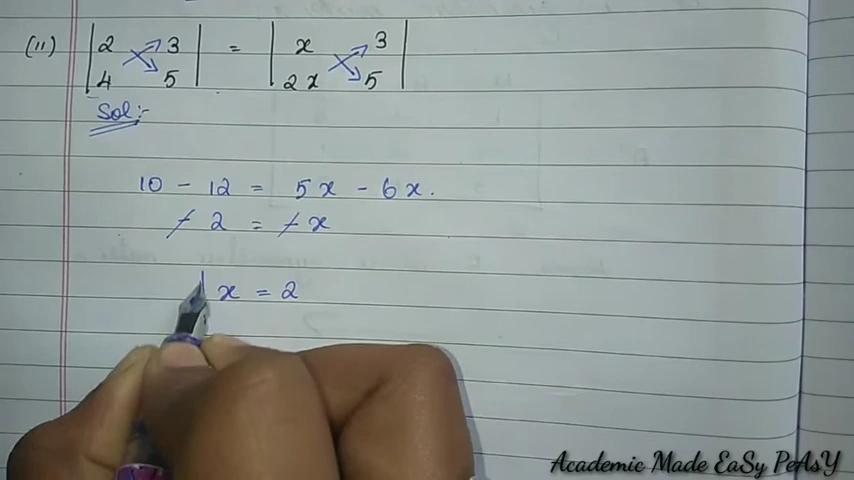 (ii) | 2 3 | = | x 3 |
| 4 5 | | 2x 5 |
Sol:-
10 - 12 = 5x - 6x.
- 2 = - x
x = 2
Academic Made EaSy PeAsY